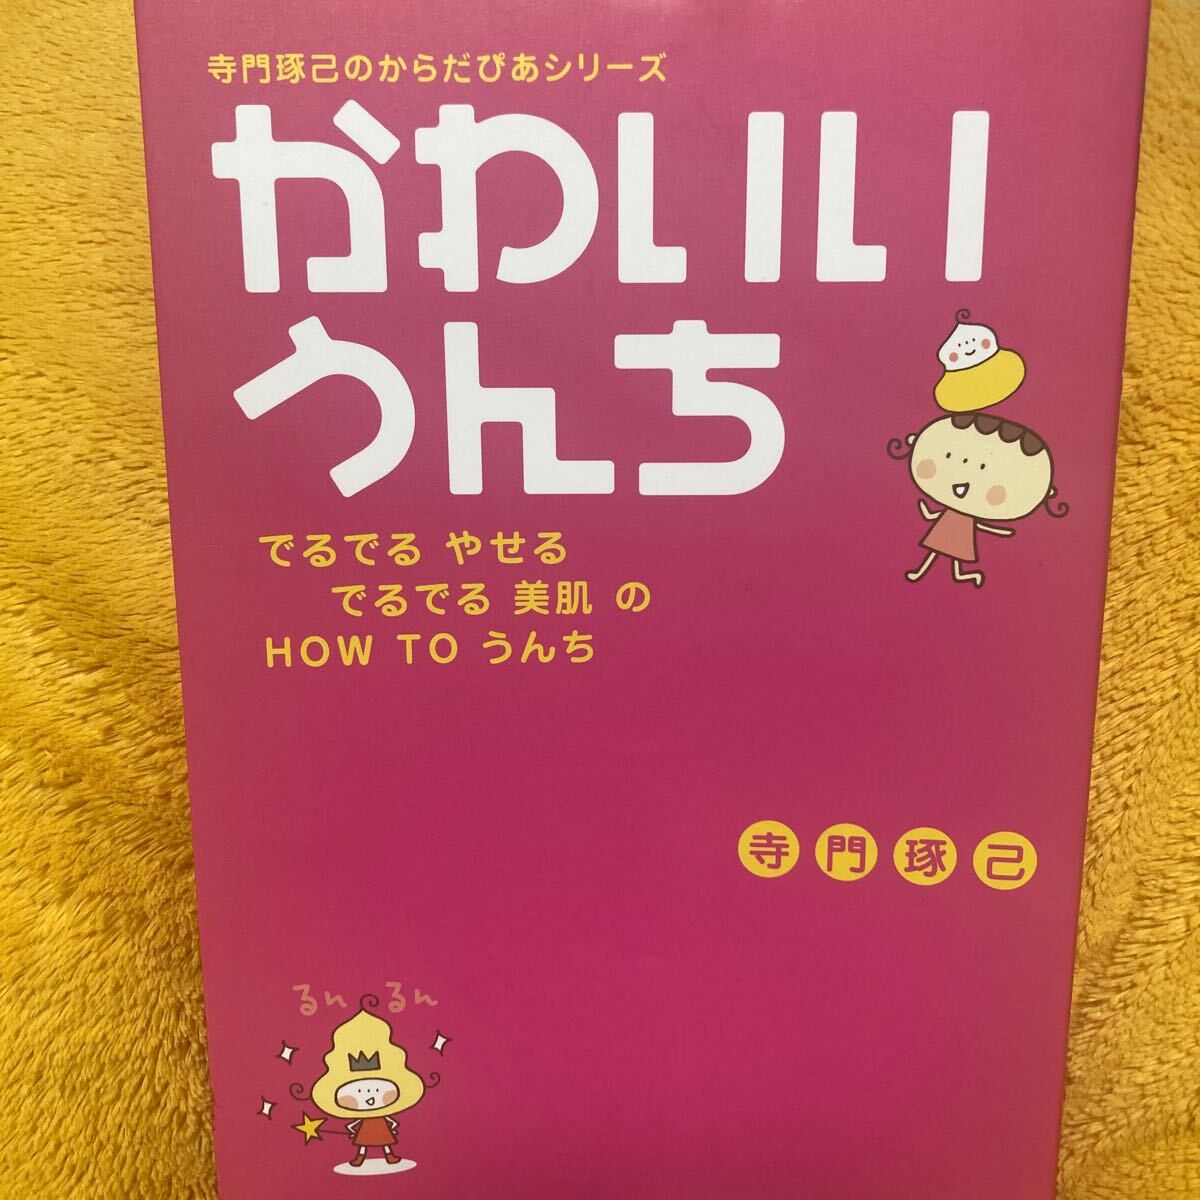 寺門琢己のからだぴあシリーズ
かわいい
うんち
でるでる やせる
でるでる 美肌 の
HOW TO うんち
寺門琢己
るん るん